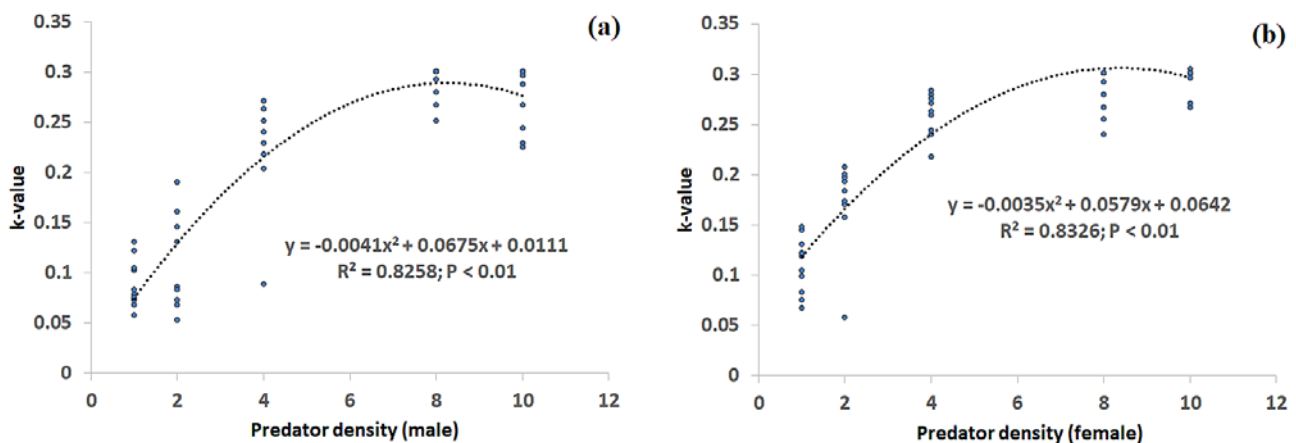 (a)
0.35
0.3
0.25
0.2
0.15
0.1
0.05
0
k-value
y = -0.0041x² + 0.0675x + 0.0111
R² = 0.8258; P < 0.01
0 2 4 6 8 10 12
Predator density (male)
(b)
0.35
0.3
0.25
0.2
0.15
0.1
0.05
0
k-value
y = -0.0035x² + 0.0579x + 0.0642
R² = 0.8326; P < 0.01
0 2 4 6 8 10 12
Predator density (female)